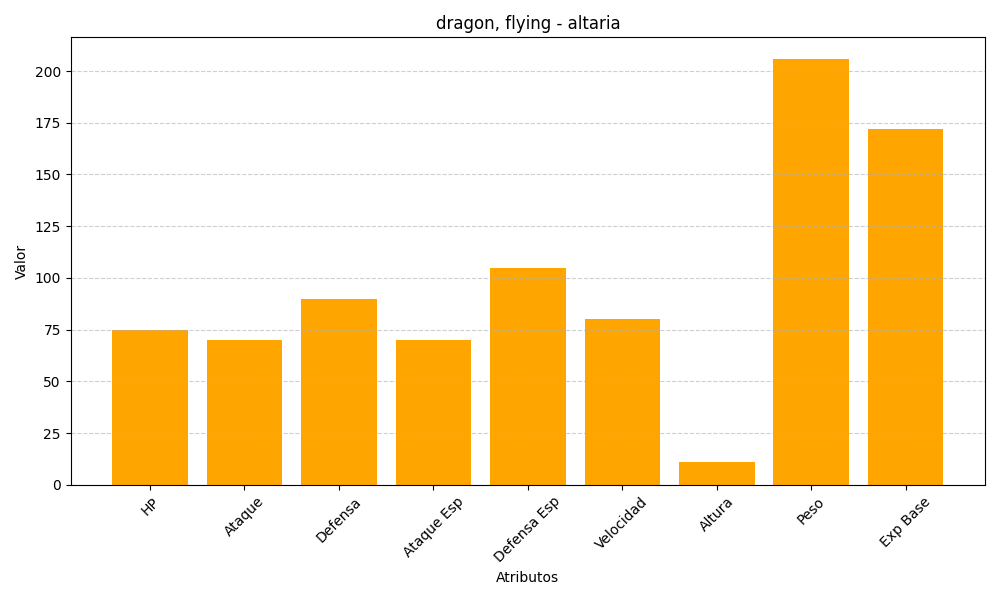 dragon, flying - altaria
Valor
200
175
150
125
100
75
50
25
0
HP
Ataque
Defensa
Ataque Esp
Defensa Esp
Velocidad
Altura
Peso
Exp Base
Atributos